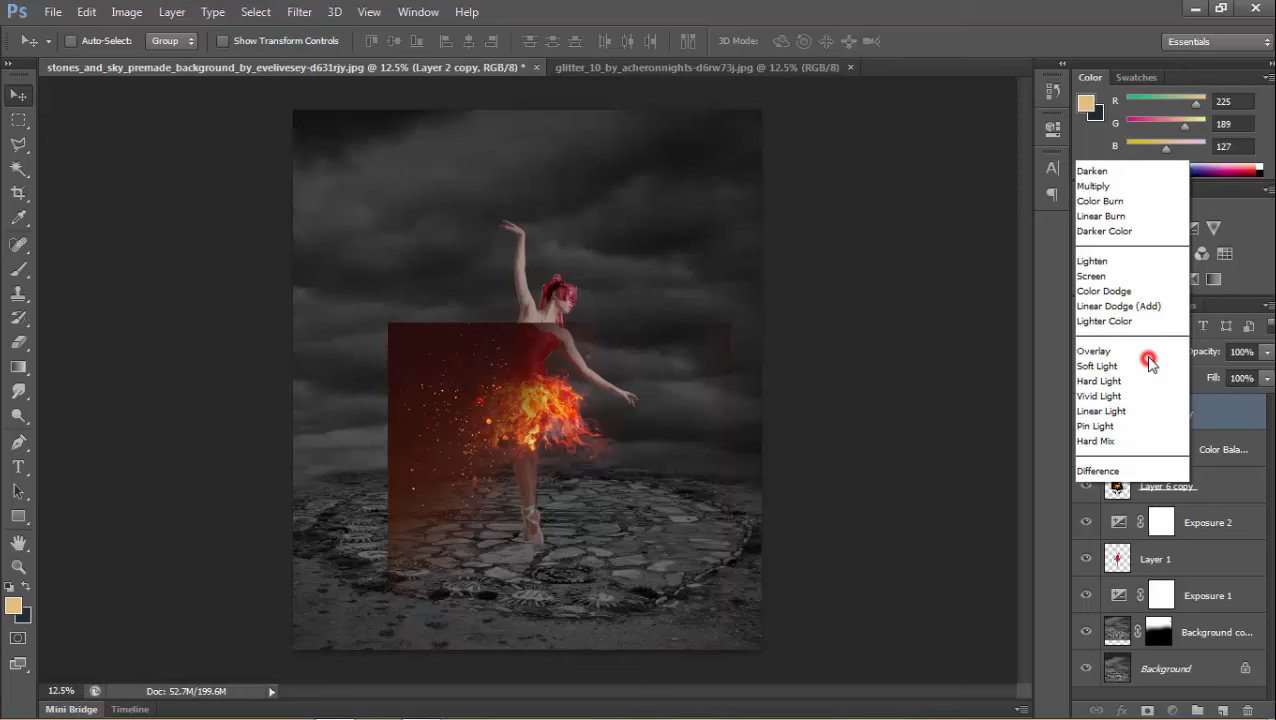 Ps File Edit Image Layer Type Select Filter 3D View Window Help
Auto-Select: Group Show Transform Controls 3D Mode: Essentials
stones_and_sky_premade_background_by_evelivesey-d631rjy.jpg @ 12.5% (Layer 2 copy, RGB/8) * × glitter_10_by_acheronnights-d6rw73j.jpg @ 12.5% (RGB/8) ×
Color Swatches
R 225
G 189
B 127
Darken
Multiply
Color Burn
Linear Burn
Darker Color
Lighten
Screen
Color Dodge
Linear Dodge (Add)
Lighter Color
Overlay
Soft Light
Hard Light
Vivid Light
Linear Light
Pin Light
Hard Mix
Difference
Opacity: 100%
Fill: 100%
Color Bala...
Layer 6 copy
Exposure 2
Layer 1
Exposure 1
Background co...
Background
12.5% Doc: 52.7M/199.6M
Mini Bridge Timeline